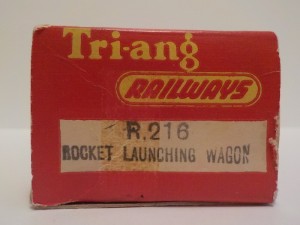 Tri-ang
RAILWAYS
R.216
ROCKET LAUNCHING WAGON